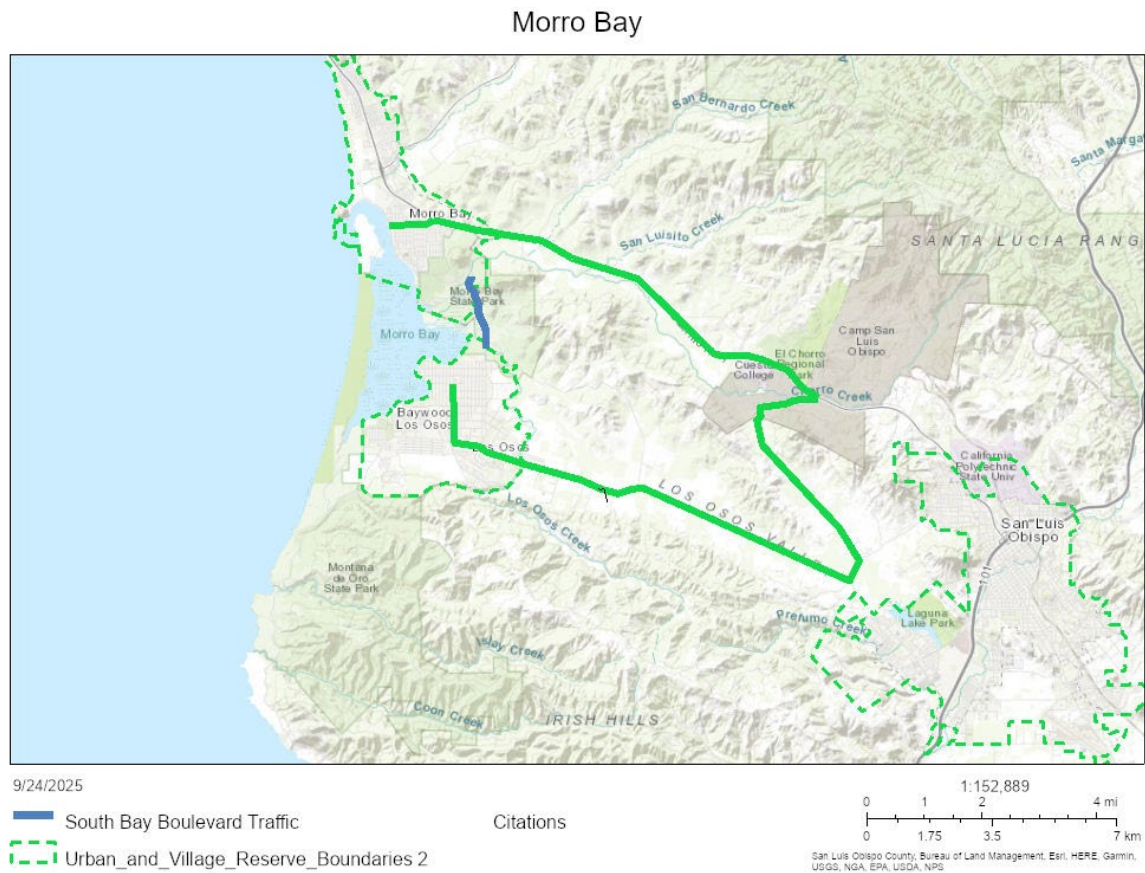 Morro Bay
San Bernardo Creek
Santa Marga
Morro Bay
San Luisito Creek
SANTA LUCIA RANG
Morro Bay
State Park
Morro Bay
Camp San
Luis
Obispo
El Chorro
Regional
Park
Cuesta
College
Chorro Creek
Baywood
Los Osos
Los Osos
California
Polytechnic
State Univ
LOS OSOS VALLE
San Luis
Obispo
Los Osos Creek
101
Montana
de Oro
State Park
Prefumo Creek
Laguna
Lake Park
Islay Creek
Coon Creek
IRISH HILLS
9/24/2025
1:152,889
0 1 2 4 mi
0 1.75 3.5 7 km
South Bay Boulevard Traffic
Citations
Urban_and_Village_Reserve_Boundaries 2
San Luis Obispo County, Bureau of Land Management, Esri, HERE, Garmin,
USGS, NGA, EPA, USDA, NPS